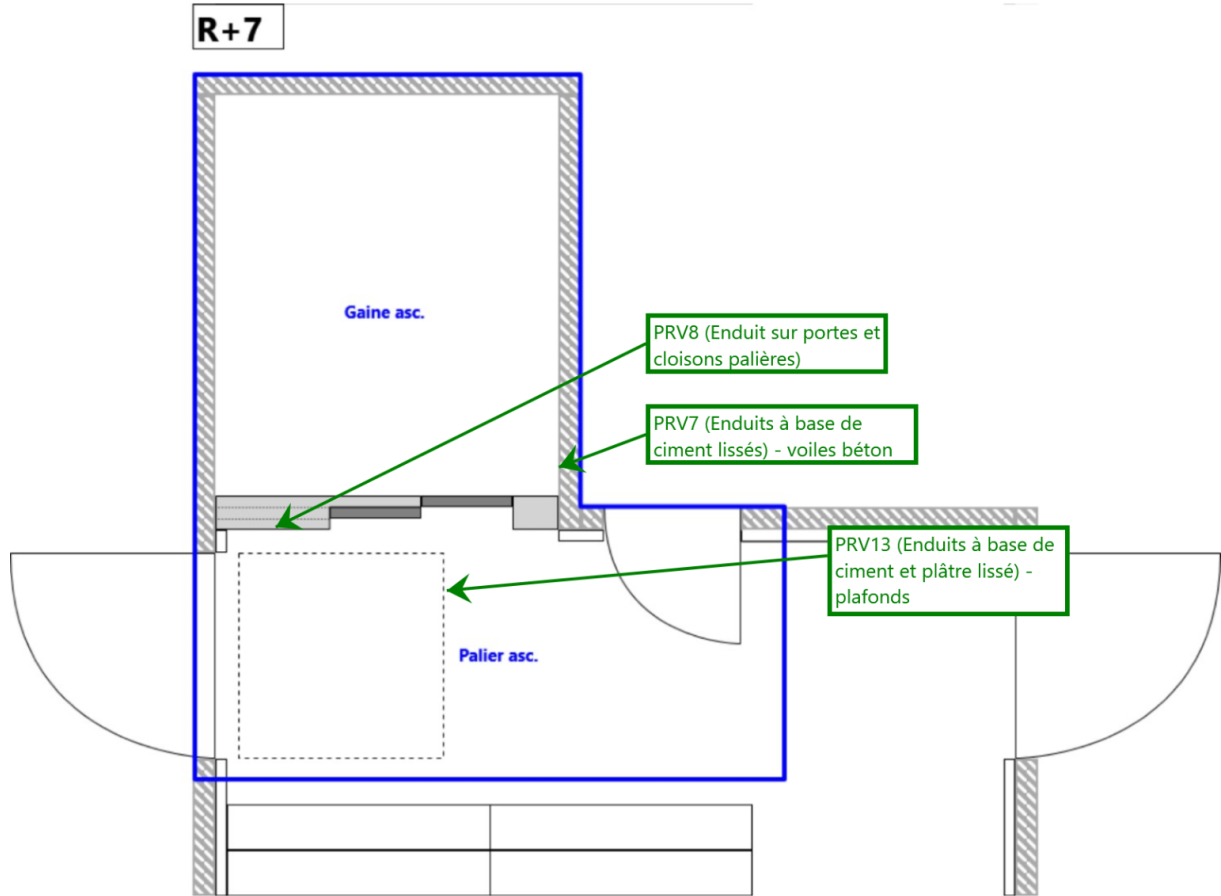 R+7
Gaine asc.
PRV8 (Enduit sur portes et
cloisons palières)
PRV7 (Enduits à base de
ciment lissés) - voiles béton
PRV13 (Enduits à base de
ciment et plâtre lissé) -
plafonds
Palier asc.